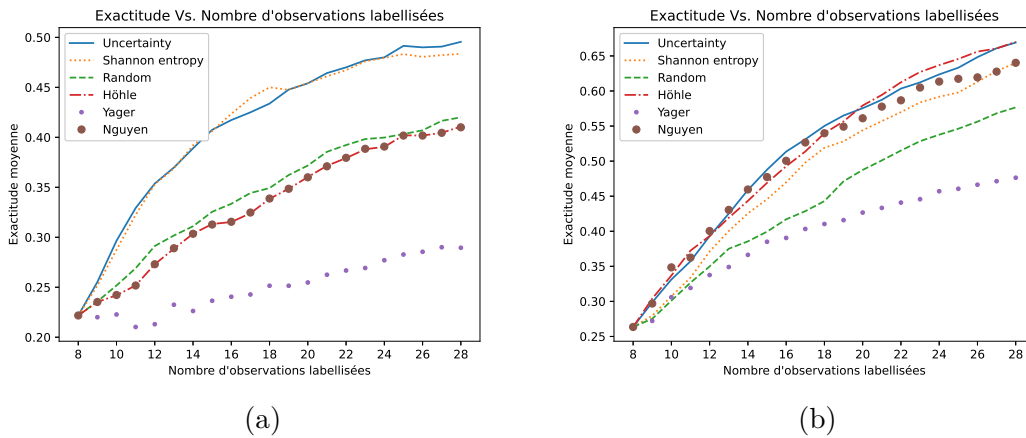 Exactitude Vs. Nombre d'observations labellisées
Uncertainty
Shannon entropy
Random
Höhle
Yager
Nguyen
Exactitude moyenne
0.50
0.45
0.40
0.35
0.30
0.25
0.20
8 10 12 14 16 18 20 22 24 26 28
Nombre d'observations labellisées
(a)
Exactitude Vs. Nombre d'observations labellisées
Uncertainty
Shannon entropy
Random
Höhle
Yager
Nguyen
Exactitude moyenne
0.65
0.60
0.55
0.50
0.45
0.40
0.35
0.30
0.25
8 10 12 14 16 18 20 22 24 26 28
Nombre d'observations labellisées
(b)